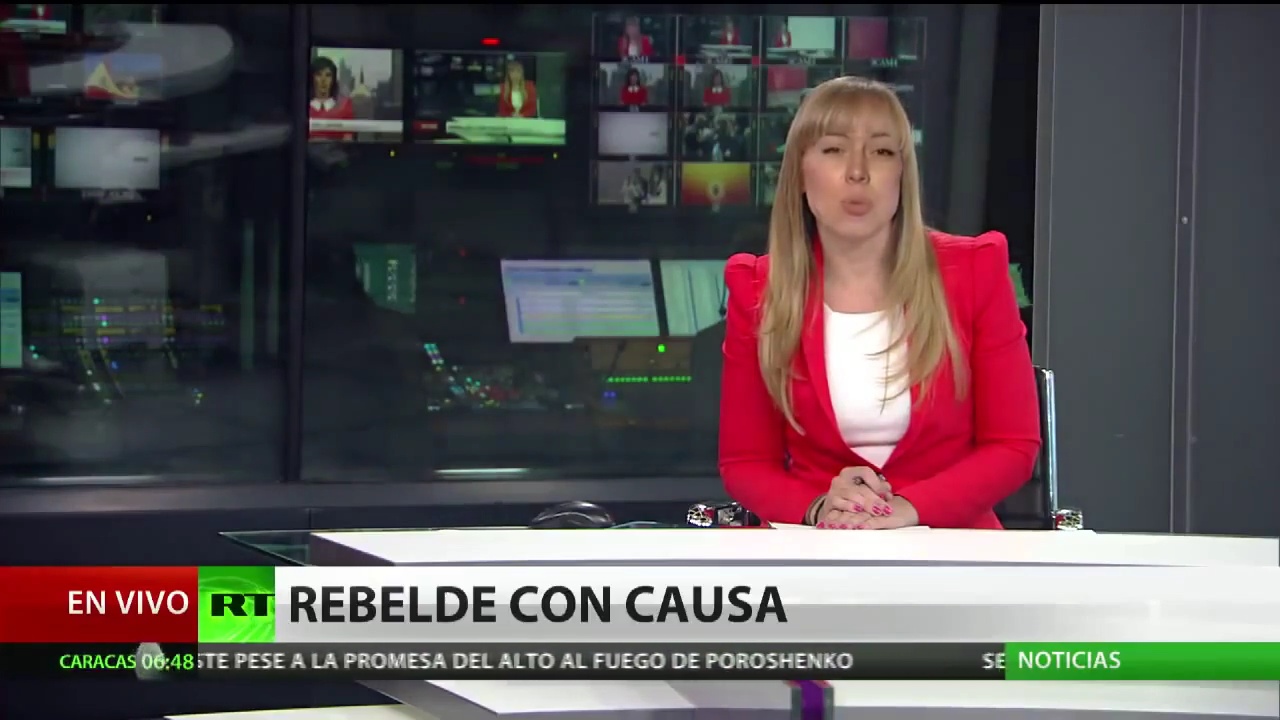 EN VIVO RT REBELDE CON CAUSA
CARACAS 06:48 STE PESE A LA PROMESA DEL ALTO AL FUEGO DE POROSHENKO SE NOTICIAS